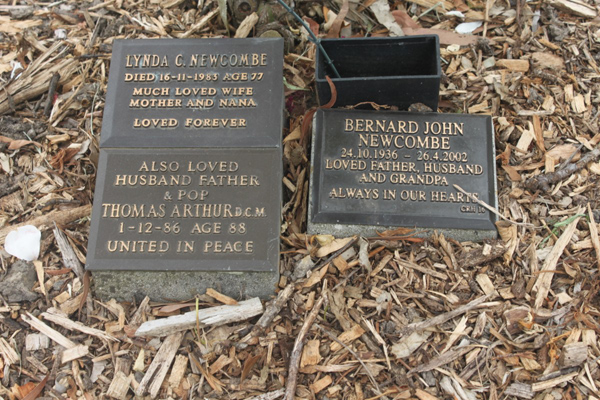 LYNDA C. NEWCOMBE
DIED 16-11-1983 AGE 77
MUCH LOVED WIFE
MOTHER AND NANA
LOVED FOREVER
ALSO LOVED
HUSBAND FATHER
& POP
THOMAS ARTHUR D.C.M.
1-12-86 AGE 88
UNITED IN PEACE
BERNARD JOHN
NEWCOMBE
24.10.1936 - 26.4.2002
LOVED FATHER, HUSBAND
AND GRANDPA
ALWAYS IN OUR HEARTS